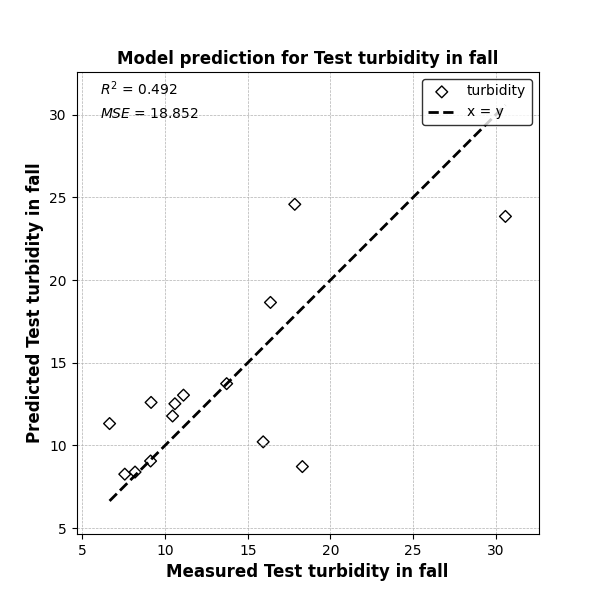 Model prediction for Test turbidity in fall
R² = 0.492
MSE = 18.852
turbidity
x = y
30
25
20
15
10
5
Predicted Test turbidity in fall
5 10 15 20 25 30
Measured Test turbidity in fall